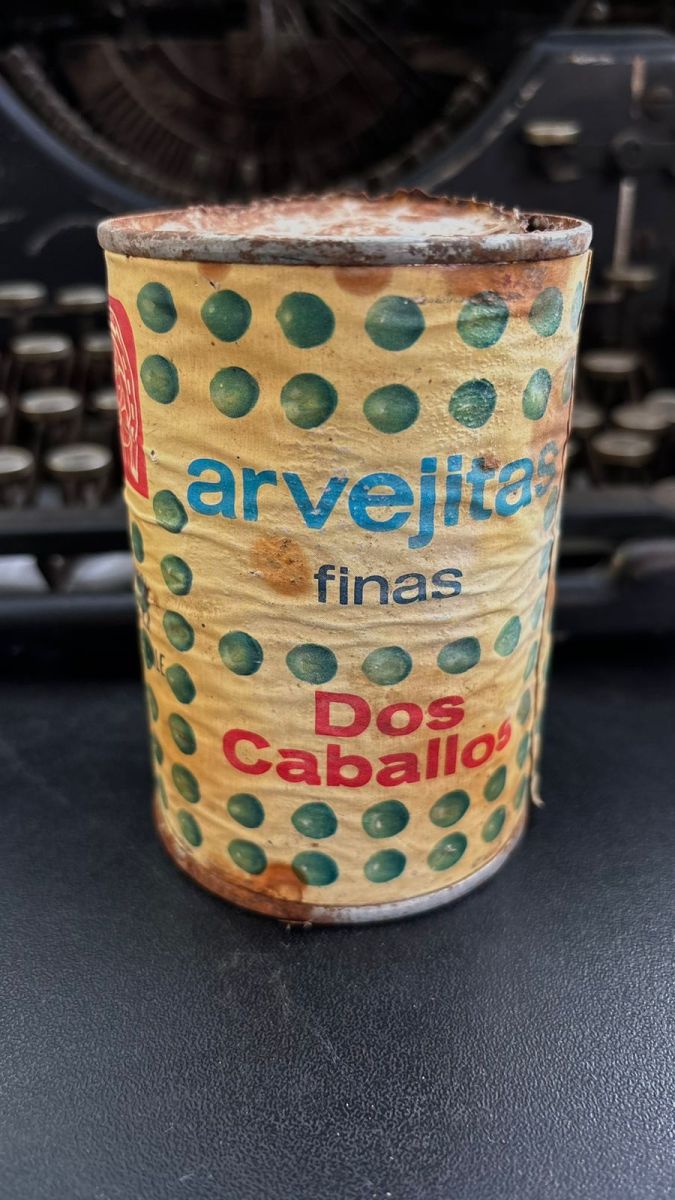 arvejitas
finas
Dos
Caballos